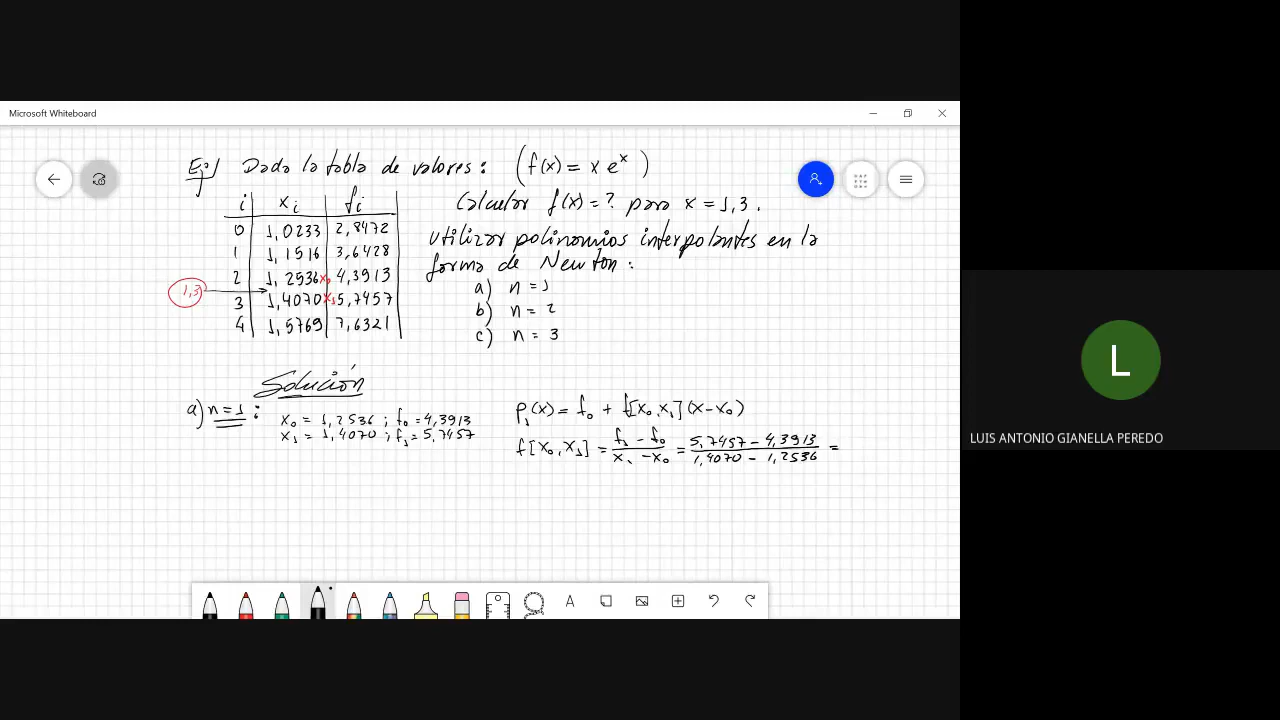 Microsoft Whiteboard
Ej/ Dada la tabla de valores: (f(x) = x e^x)
i | xi | fi
0 | 1,0233 | 2,8472
1 | 1,1516 | 3,6428
2 | 1,2536 x₀ | 4,3913
1,3
3 | 1,4070 x₁ | 5,7457
4 | 1,5769 | 7,6321
Calcular f(x) = ? para x = 1,3.
Utilizar polinomios interpolantes en la
forma de Newton:
a) n = 1
b) n = 2
c) n = 3
Solución
a) n = 1:
x₀ = 1,2536 ; f₀ = 4,3913
x₁ = 1,4070 ; f₁ = 5,7457
p₁(x) = f₀ + f[x₀,x₁](x-x₀)
f[x₀,x₁] = (f₁ - f₀)/(x₁ - x₀) = (5,7457 - 4,3913)/(1,4070 - 1,2536) =
A
L
LUIS ANTONIO GIANELLA PEREDO